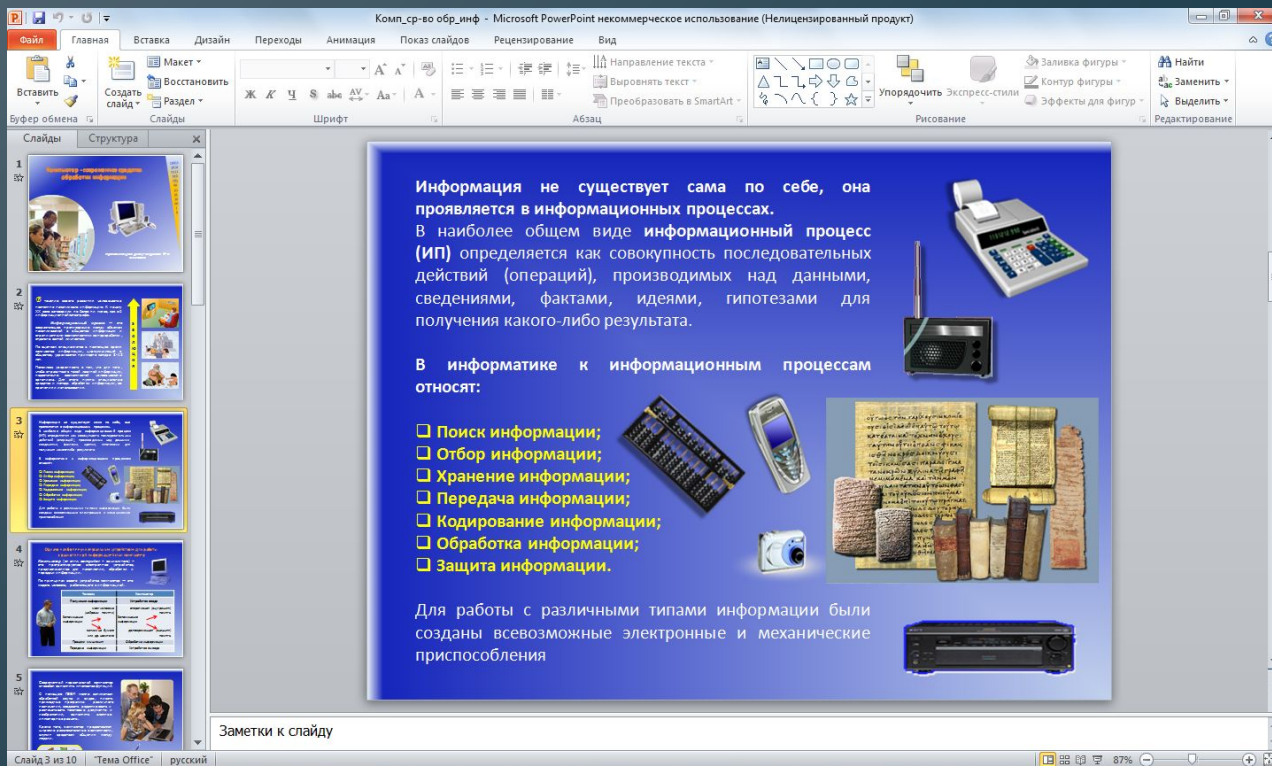 Комп_ср-во обр_инф - Microsoft PowerPoint некоммерческое использование (Нелицензированный продукт)
Файл Главная Вставка Дизайн Переходы Анимация Показ слайдов Рецензирование Вид
Вставить
Создать слайд
Макет
Восстановить
Раздел
Направление текста
Выровнять текст
Преобразовать в SmartArt
Упорядочить
Экспресс-стили
Заливка фигуры
Контур фигуры
Эффекты для фигур
Найти
Заменить
Выделить
Буфер обмена Слайды Шрифт Абзац Рисование Редактирование
Слайды Структура
1
2
3
4
5
Информация не существует сама по себе, она
проявляется в информационных процессах.
В наиболее общем виде информационный процесс
(ИП) определяется как совокупность последовательных
действий (операций), производимых над данными,
сведениями, фактами, идеями, гипотезами для
получения какого-либо результата.
В информатике к информационным процессам
относят:
Поиск информации;
Отбор информации;
Хранение информации;
Передача информации;
Кодирование информации;
Обработка информации;
Защита информации.
Для работы с различными типами информации были
созданы всевозможные электронные и механические
приспособления
Заметки к слайду
Слайд 3 из 10 "Тема Office" русский 87%